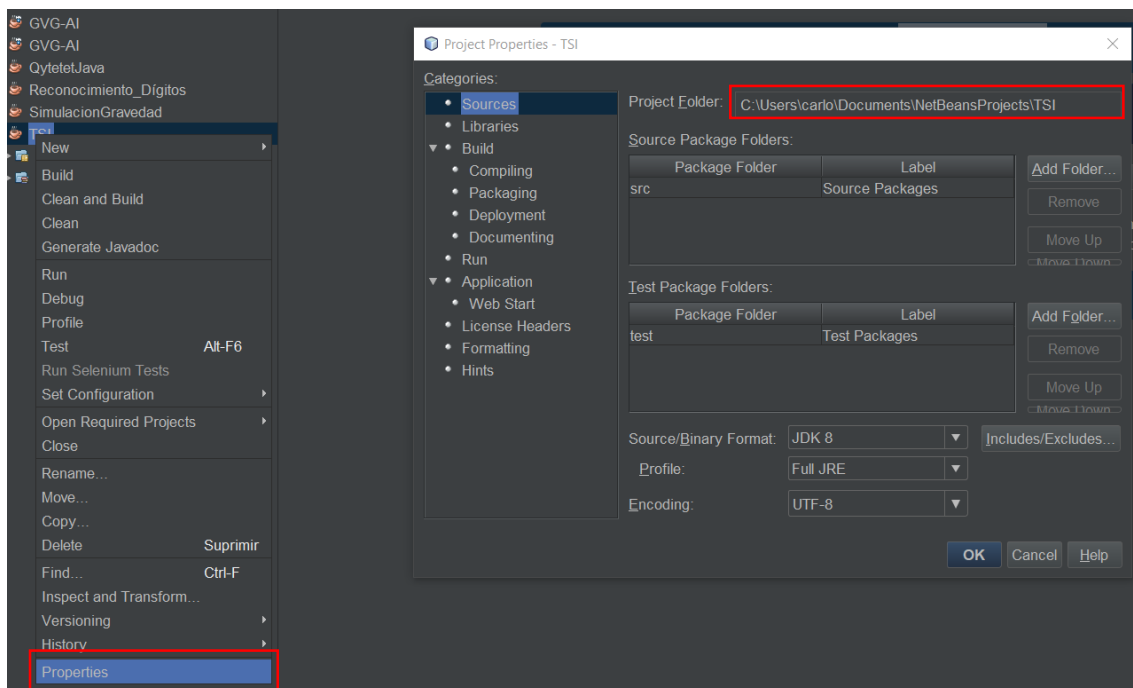 GVG-AI
GVG-AI
QytetetJava
Reconocimiento_Dígitos
SimulacionGravedad
TSI
New
Build
Clean and Build
Clean
Generate Javadoc
Run
Debug
Profile
Test Alt-F6
Run Selenium Tests
Set Configuration
Open Required Projects
Close
Rename...
Move...
Copy...
Delete Suprimir
Find... Ctrl-F
Inspect and Transform...
Versioning
History
Properties
Project Properties - TSI
Categories:
Sources
Libraries
Build
Compiling
Packaging
Deployment
Documenting
Run
Application
Web Start
License Headers
Formatting
Hints
Project Folder: C:\Users\carlo\Documents\NetBeansProjects\TSI
Source Package Folders:
Package Folder Label
src Source Packages
Add Folder...
Remove
Move Up
Move Down
Test Package Folders:
Package Folder Label
test Test Packages
Add Folder...
Remove
Move Up
Move Down
Source/Binary Format: JDK 8 Includes/Excludes...
Profile: Full JRE
Encoding: UTF-8
OK Cancel Help